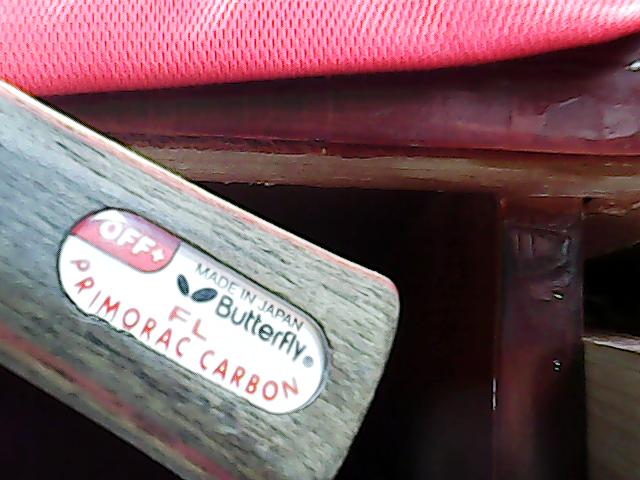 OFF+
MADE IN JAPAN
Butterfly®
FL
PRIMORAC CARBON